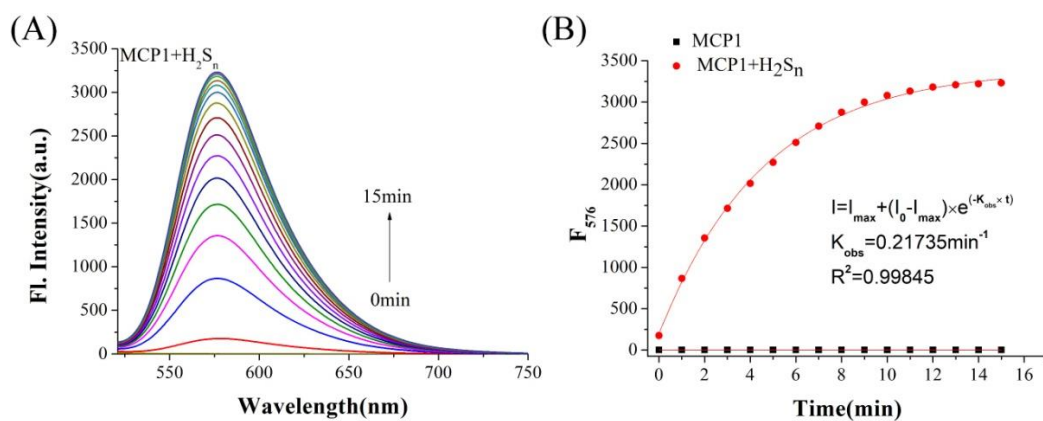 (A)
MCP1+H₂Sₙ
3500
3000
2500
2000
1500
1000
500
0
Fl. Intensity(a.u.)
15min
0min
550 600 650 700 750
Wavelength(nm)
(B)
MCP1
MCP1+H₂Sₙ
3500
3000
2500
2000
1500
1000
500
0
F₅₇₆
I=Iₘₐₓ+(I₀-Iₘₐₓ)×e^(-K_obs× t)
K_obs=0.21735min⁻¹
R²=0.99845
0 2 4 6 8 10 12 14 16
Time(min)